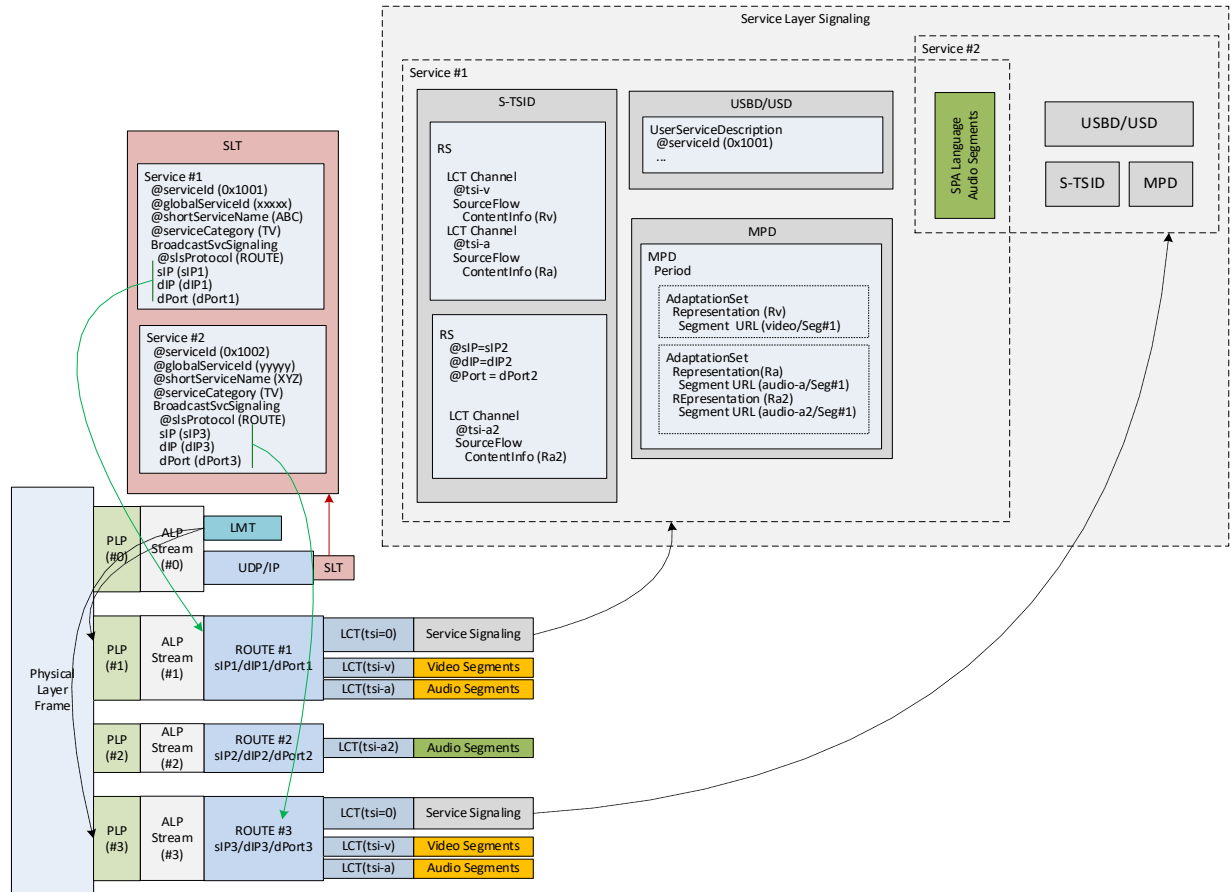 Service Layer Signaling
Service #2
Service #1
S-TSID
RS
LCT Channel
@tsi-v
SourceFlow
ContentInfo (Rv)
LCT Channel
@tsi-a
SourceFlow
ContentInfo (Ra)
RS
@sIP=sIP2
@dIP=dIP2
@Port = dPort2
LCT Channel
@tsi-a2
SourceFlow
ContentInfo (Ra2)
USBD/USD
UserServiceDescription
@serviceId (0x1001)
...
MPD
MPD
Period
AdaptationSet
Representation (Rv)
Segment URL (video/Seg#1)
AdaptationSet
Representation(Ra)
Segment URL (audio-a/Seg#1)
REpresentation (Ra2)
Segment URL (audio-a2/Seg#1)
SPA Language
Audio Segments
USBD/USD
S-TSID
MPD
SLT
Service #1
@serviceId (0x1001)
@globalServiceId (xxxxx)
@shortServiceName (ABC)
@serviceCategory (TV)
BroadcastSvcSignaling
@slsProtocol (ROUTE)
sIP (sIP1)
dIP (dIP1)
dPort (dPort1)
Service #2
@serviceId (0x1002)
@globalServiceId (yyyyy)
@shortServiceName (XYZ)
@serviceCategory (TV)
BroadcastSvcSignaling
@slsProtocol (ROUTE)
sIP (sIP3)
dIP (dIP3)
dPort (dPort3)
Physical
Layer
Frame
PLP
(#0)
ALP
Stream
(#0)
LMT
UDP/IP
SLT
PLP
(#1)
ALP
Stream
(#1)
ROUTE #1
sIP1/dIP1/dPort1
LCT(tsi=0)
Service Signaling
LCT(tsi-v)
Video Segments
LCT(tsi-a)
Audio Segments
PLP
(#2)
ALP
Stream
(#2)
ROUTE #2
sIP2/dIP2/dPort2
LCT(tsi-a2)
Audio Segments
PLP
(#3)
ALP
Stream
(#3)
ROUTE #3
sIP3/dIP3/dPort3
LCT(tsi=0)
Service Signaling
LCT(tsi-v)
Video Segments
LCT(tsi-a)
Audio Segments